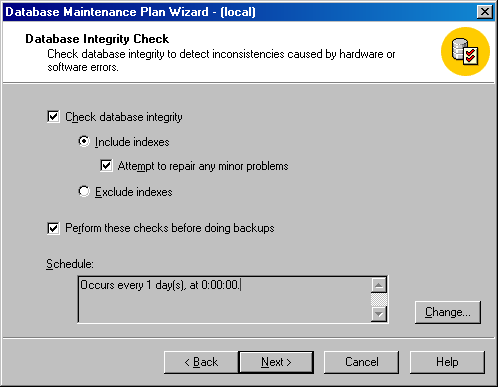 Database Maintenance Plan Wizard - (local)
Database Integrity Check
Check database integrity to detect inconsistencies caused by hardware or
software errors.
Check database integrity
Include indexes
Attempt to repair any minor problems
Exclude indexes
Perform these checks before doing backups
Schedule:
Occurs every 1 day(s), at 0:00:00.
Change...
< Back
Next >
Cancel
Help